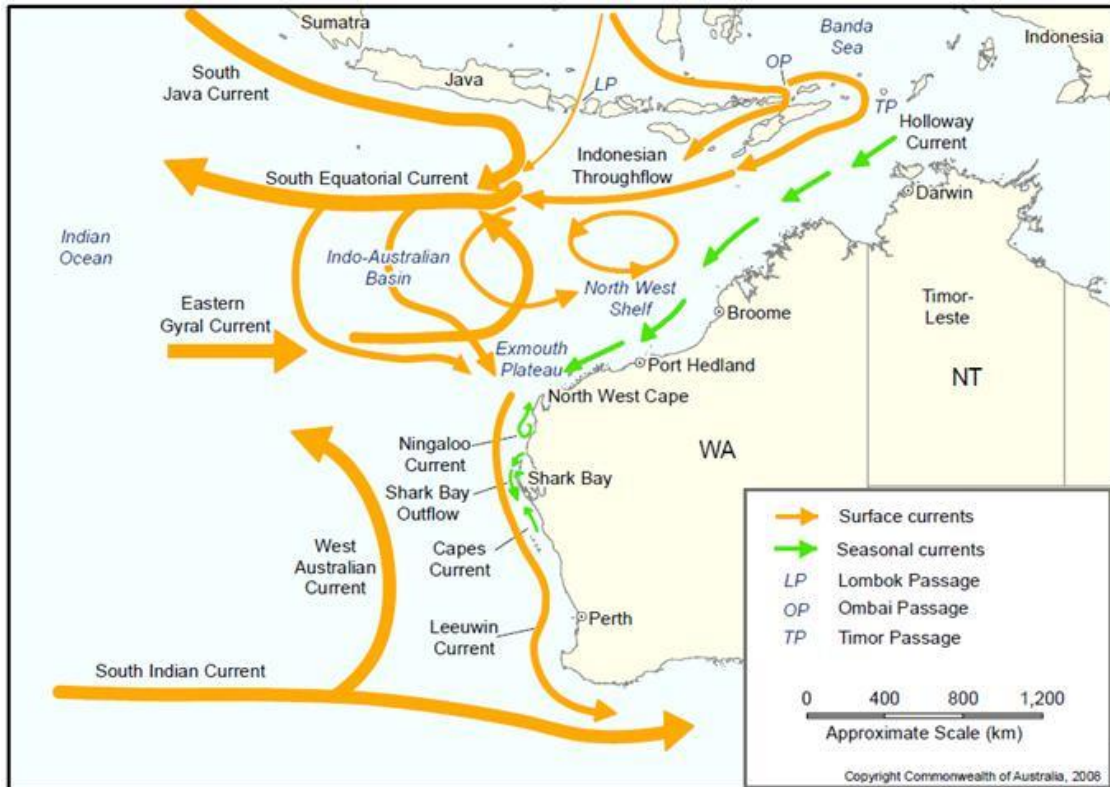 Sumatra
South
Java Current
Java
LP
OP
Banda
Sea
Indonesia
TP
Holloway
Current
Indonesian
Throughflow
South Equatorial Current
Darwin
Indian
Ocean
Indo-Australian
Basin
North West
Shelf
Timor-
Leste
Eastern
Gyral Current
Broome
Exmouth
Plateau
Port Hedland
NT
North West Cape
Ningaloo
Current
WA
Shark Bay
Shark Bay
Outflow
Capes
Current
West
Australian
Current
Perth
Leeuwin
Current
South Indian Current
Surface currents
Seasonal currents
LP Lombok Passage
OP Ombai Passage
TP Timor Passage
0 400 800 1,200
Approximate Scale (km)
Copyright Commonwealth of Australia, 2008